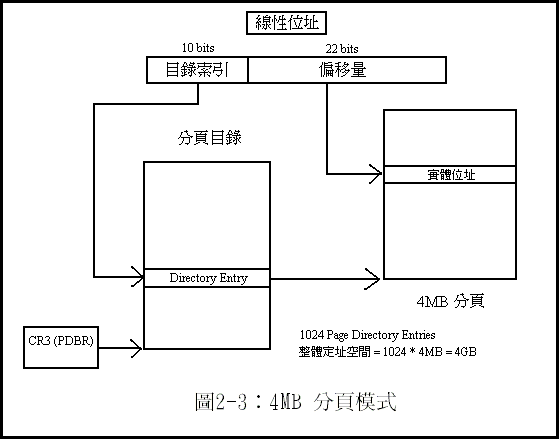 線性位址
10 bits
22 bits
目錄索引
偏移量
分頁目錄
實體位址
Directory Entry
4MB 分頁
CR3 (PDBR)
1024 Page Directory Entries
整體定址空間 = 1024 * 4MB = 4GB
圖2-3：4MB 分頁模式